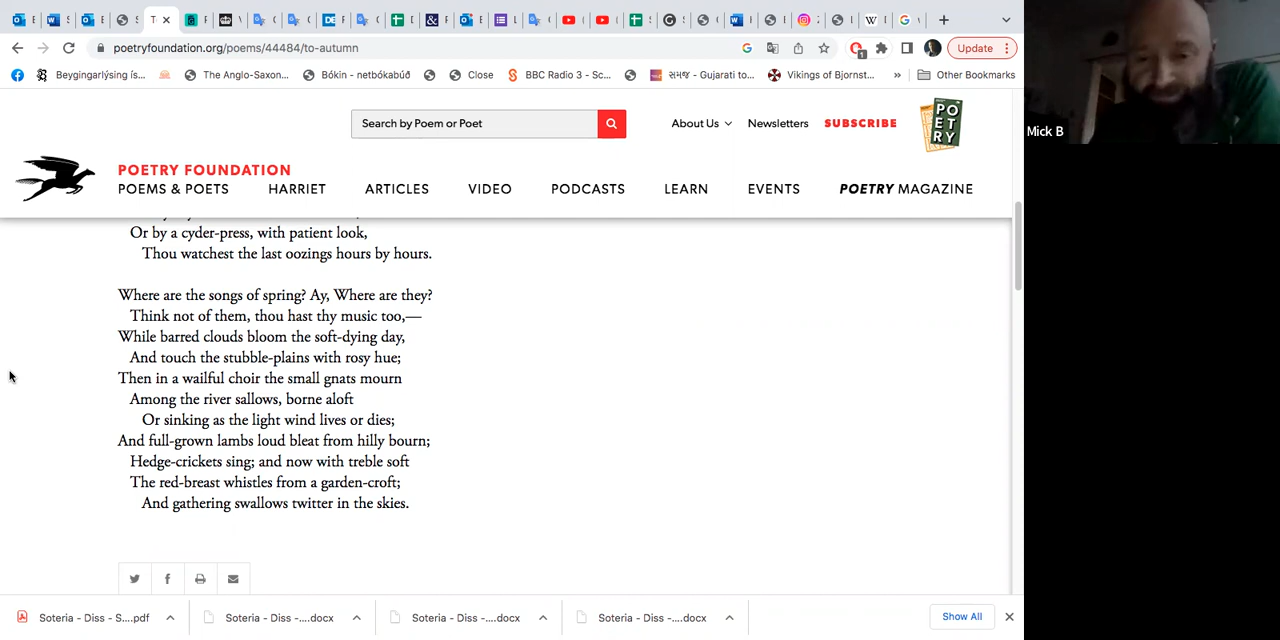 poetryfoundation.org/poems/44484/to-autumn
Update
Beygingarlýsing ís...
The Anglo-Saxon...
Bókin - netbókabúð
Close
BBC Radio 3 - Sc...
સમજ - Gujarati to...
Vikings of Bjornst...
»
Other Bookmarks
Search by Poem or Poet
About Us
Newsletters
SUBSCRIBE
POETRY
POETRY FOUNDATION
POEMS & POETS
HARRIET
ARTICLES
VIDEO
PODCASTS
LEARN
EVENTS
POETRY MAGAZINE
Or by a cyder-press, with patient look,
Thou watchest the last oozings hours by hours.
Where are the songs of spring? Ay, Where are they?
Think not of them, thou hast thy music too,—
While barred clouds bloom the soft-dying day,
And touch the stubble-plains with rosy hue;
Then in a wailful choir the small gnats mourn
Among the river sallows, borne aloft
Or sinking as the light wind lives or dies;
And full-grown lambs loud bleat from hilly bourn;
Hedge-crickets sing; and now with treble soft
The red-breast whistles from a garden-croft;
And gathering swallows twitter in the skies.
Soteria - Diss - S....pdf
Soteria - Diss -....docx
Soteria - Diss -....docx
Soteria - Diss -....docx
Show All
Mick B